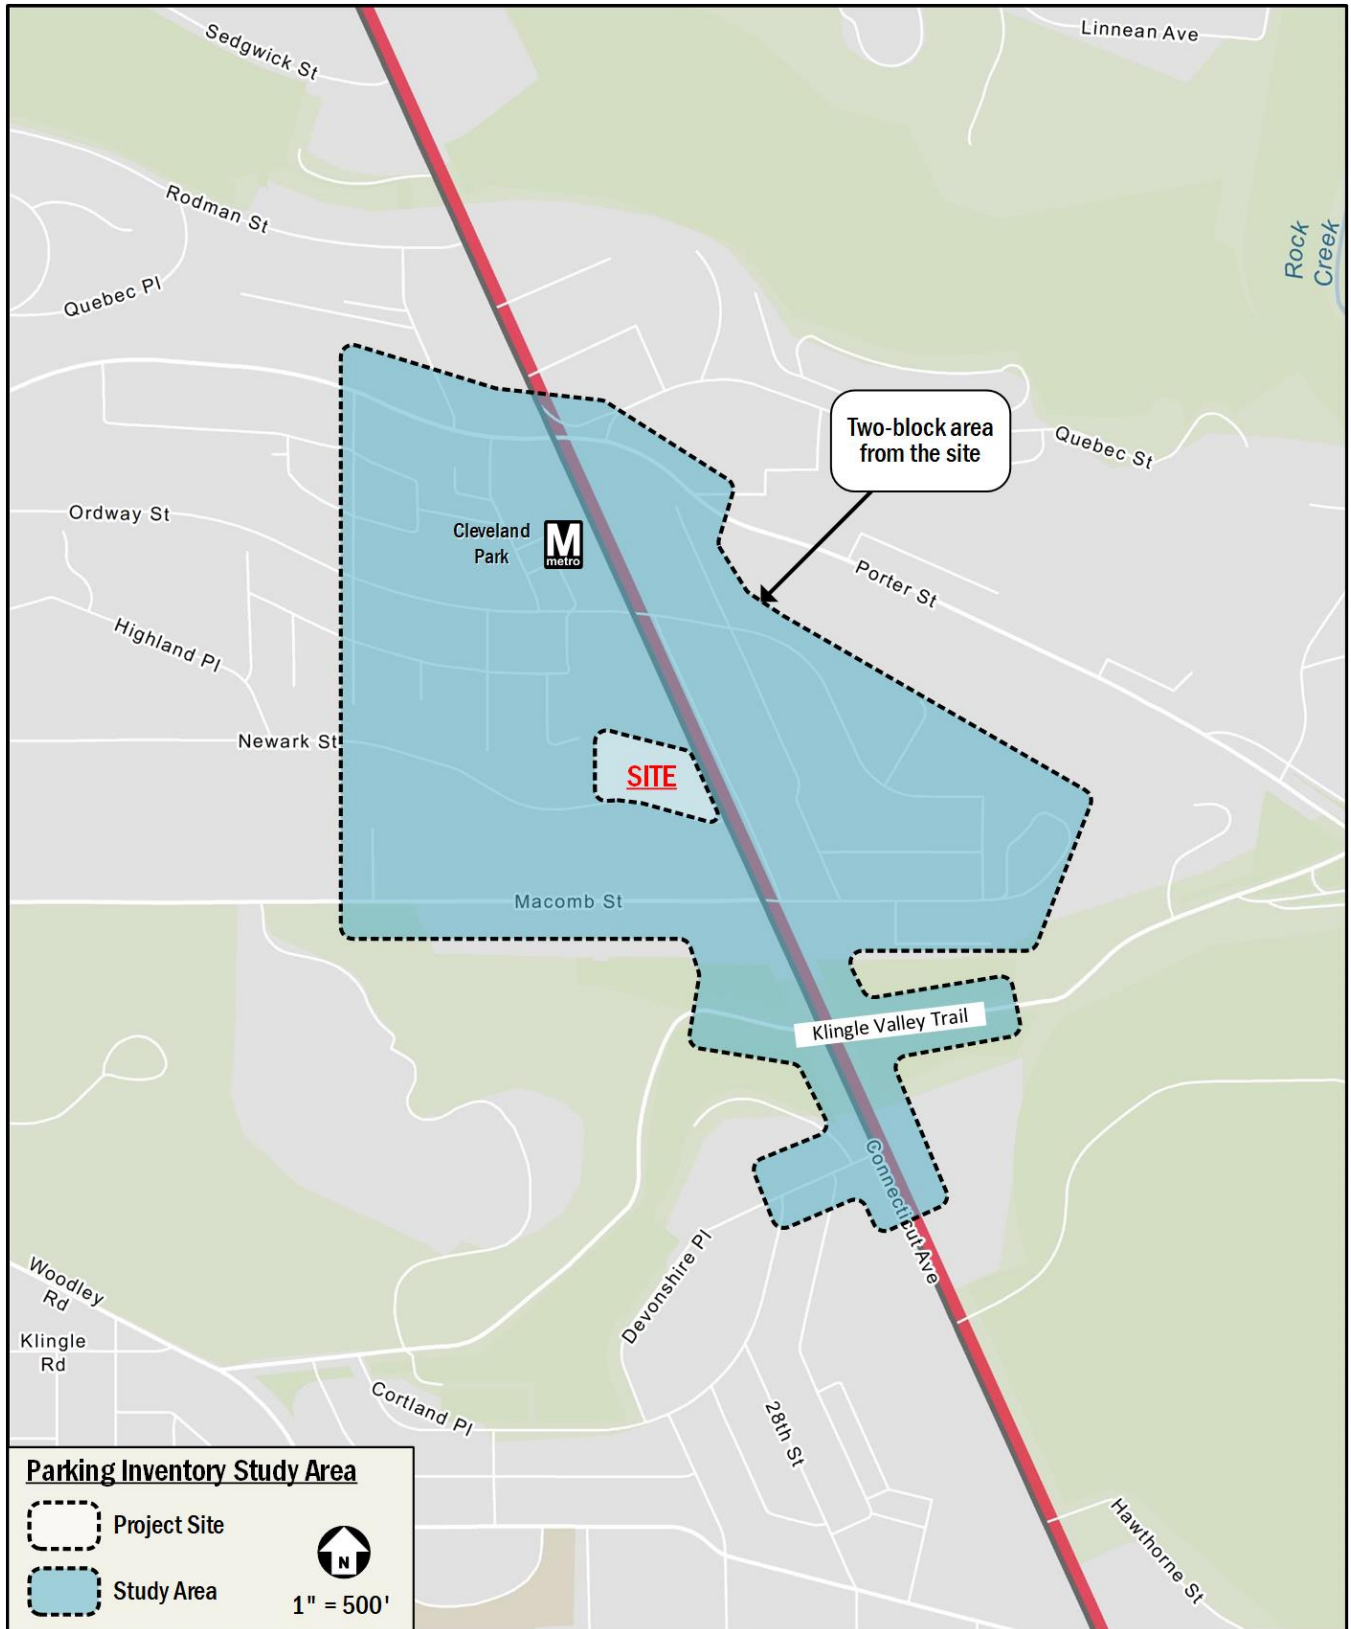 Sedgwick St
Linnean Ave
Rodman St
Rock
Creek
Quebec Pl
Two-block area
from the site
Quebec St
Ordway St
Cleveland
Park
M
metro
Porter St
Highland Pl
Newark St
SITE
Macomb St
Klingle Valley Trail
Connecticut Ave
Devonshire Pl
Woodley
Rd
Klingle
Rd
Cortland Pl
28th St
Hawthorne St
Parking Inventory Study Area
Project Site
Study Area
N
1" = 500'